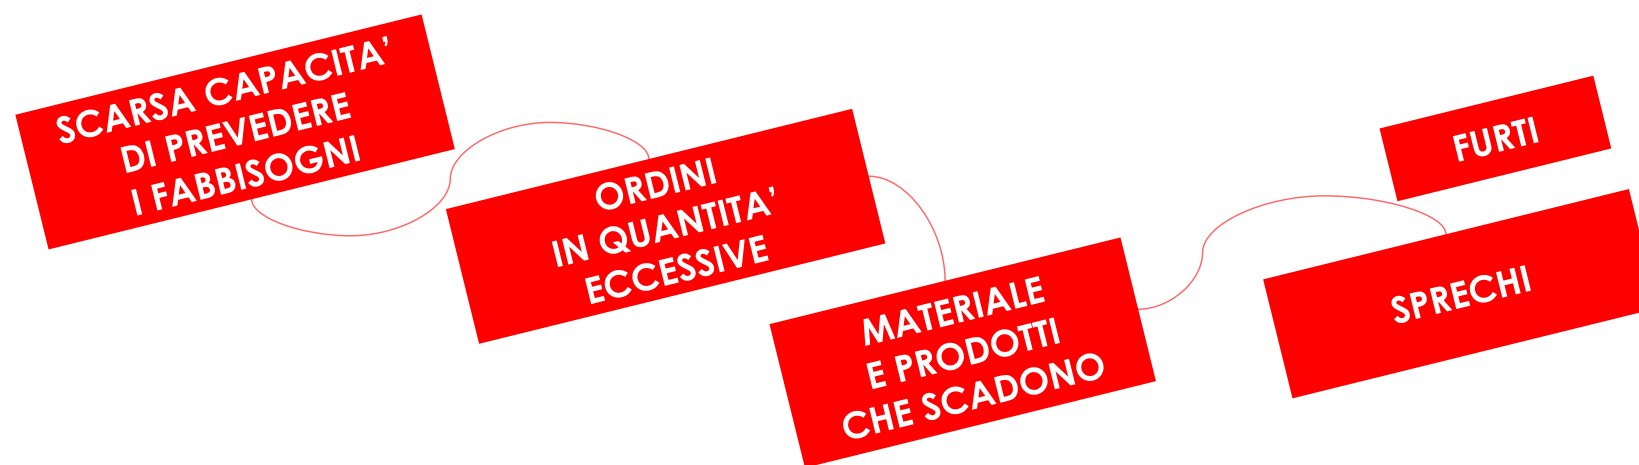 SCARSA CAPACITA’
DI PREVEDERE
I FABBISOGNI
ORDINI
IN QUANTITA’
ECCESSIVE
MATERIALE
E PRODOTTI
CHE SCADONO
FURTI
SPRECHI